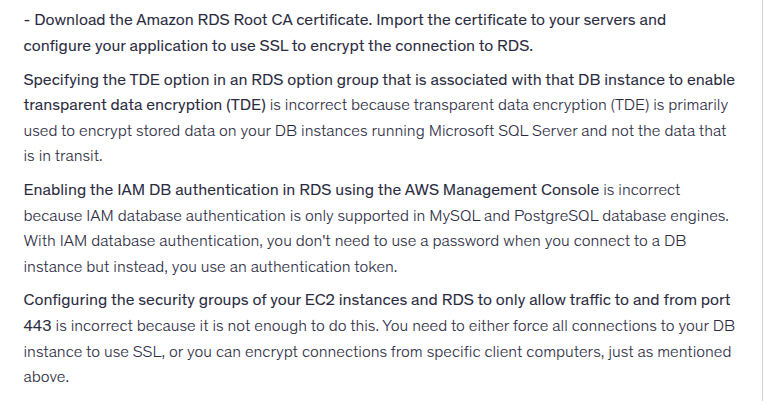 - Download the Amazon RDS Root CA certificate. Import the certificate to your servers and
configure your application to use SSL to encrypt the connection to RDS.
Specifying the TDE option in an RDS option group that is associated with that DB instance to enable
transparent data encryption (TDE) is incorrect because transparent data encryption (TDE) is primarily
used to encrypt stored data on your DB instances running Microsoft SQL Server and not the data that
is in transit.
Enabling the IAM DB authentication in RDS using the AWS Management Console is incorrect
because IAM database authentication is only supported in MySQL and PostgreSQL database engines.
With IAM database authentication, you don't need to use a password when you connect to a DB
instance but instead, you use an authentication token.
Configuring the security groups of your EC2 instances and RDS to only allow traffic to and from port
443 is incorrect because it is not enough to do this. You need to either force all connections to your DB
instance to use SSL, or you can encrypt connections from specific client computers, just as mentioned
above.